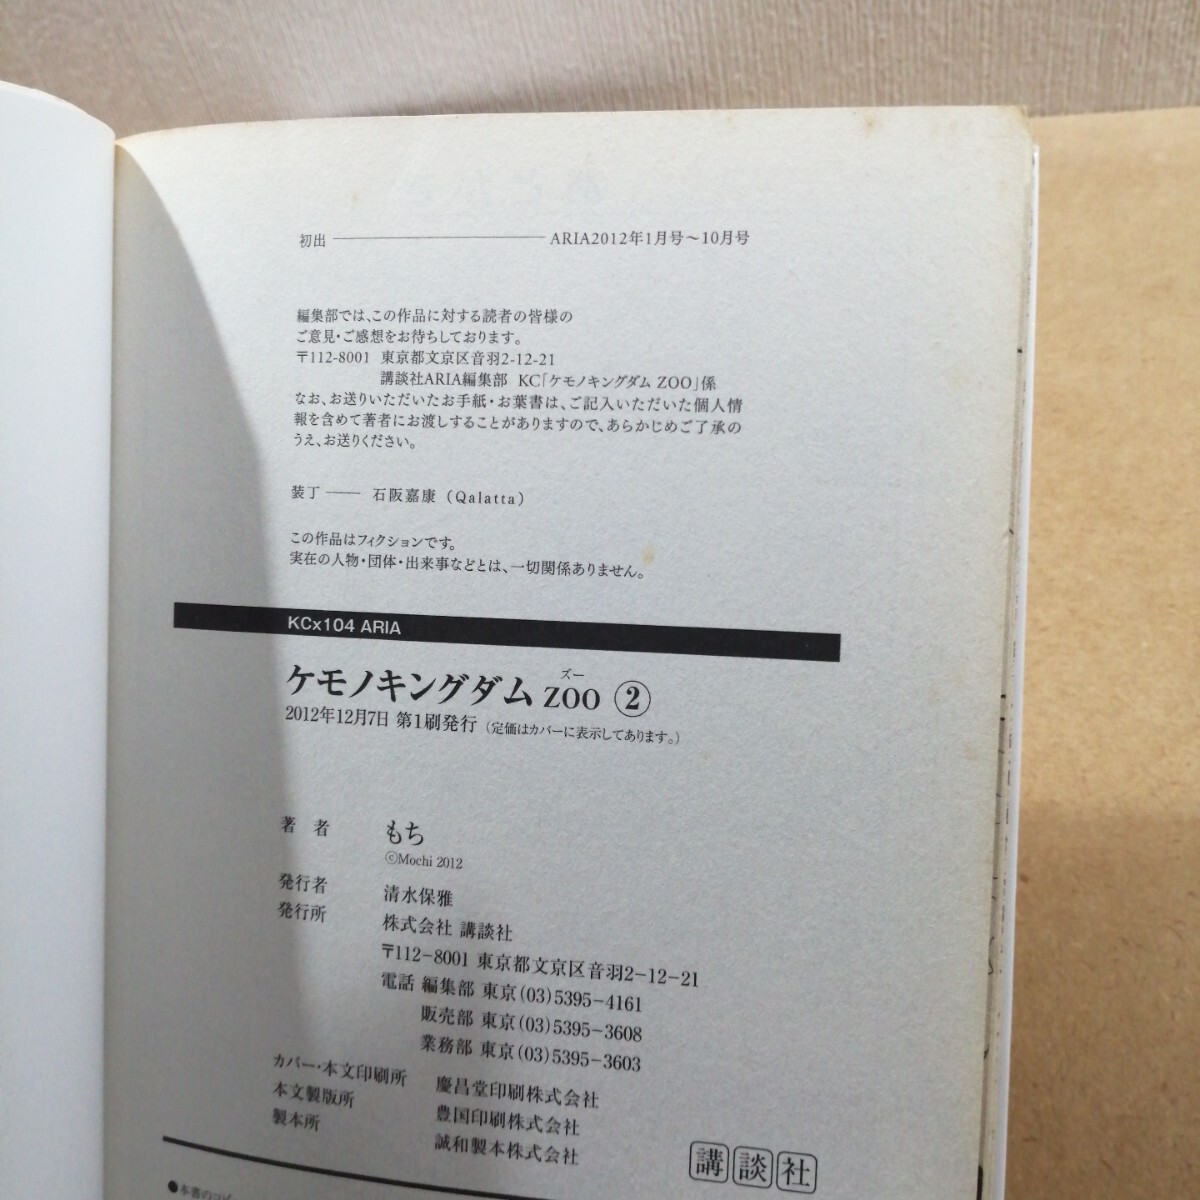 初出 ―――――――― ARIA2012年1月号～10月号
編集部では、この作品に対する読者の皆様の
ご意見・ご感想をお待ちしております。
〒112-8001 東京都文京区音羽2-12-21
講談社ARIA編集部 KC「ケモノキングダム ZOO」係
なお、お送りいただいたお手紙・お葉書は、ご記入いただいた個人情
報を含めて著者にお渡しすることがありますので、あらかじめご了承の
うえ、お送りください。
装丁 ―― 石阪嘉康（Qalatta）
この作品はフィクションです。
実在の人物・団体・出来事などとは、一切関係ありません。
KCx104 ARIA
ズー
ケモノキングダム ZOO ②
2012年12月7日 第1刷発行（定価はカバーに表示してあります。）
著 者 もち
©Mochi 2012
発行者 清水保雅
発行所 株式会社 講談社
〒112-8001 東京都文京区音羽2-12-21
電話 編集部 東京(03)5395-4161
販売部 東京(03)5395-3608
業務部 東京(03)5395-3603
カバー・本文印刷所 慶昌堂印刷株式会社
本文製版所 豊国印刷株式会社
製本所 誠和製本株式会社
講談社
●本書のコピ